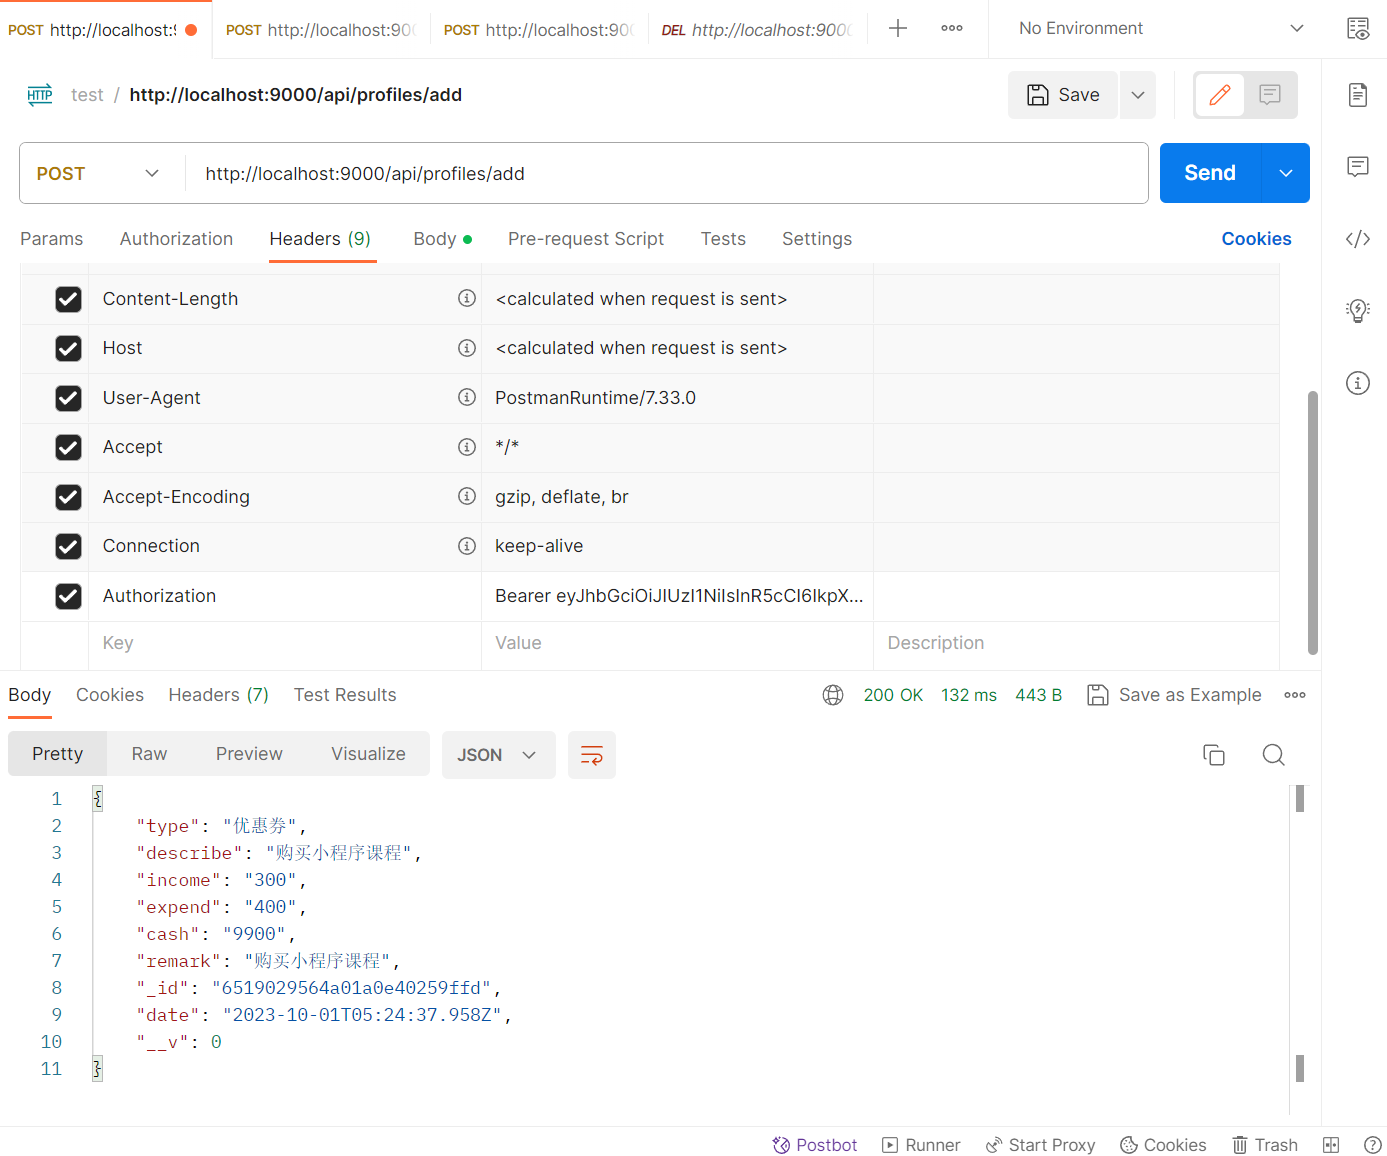 POST http://localhost:9 POST http://localhost:900 POST http://localhost:900 DEL http://localhost:9000 No Environment
HTTP test / http://localhost:9000/api/profiles/add Save
POST http://localhost:9000/api/profiles/add Send
Params Authorization Headers (9) Body Pre-request Script Tests Settings Cookies
Content-Length <calculated when request is sent>
Host <calculated when request is sent>
User-Agent PostmanRuntime/7.33.0
Accept */*
Accept-Encoding gzip, deflate, br
Connection keep-alive
Authorization Bearer eyJhbGciOiJIUzI1NiIsInR5cCI6IkpX...
Key Value Description
Body Cookies Headers (7) Test Results 200 OK 132 ms 443 B Save as Example
Pretty Raw Preview Visualize JSON
1 {
2 "type": "优惠券",
3 "describe": "购买小程序课程",
4 "income": "300",
5 "expend": "400",
6 "cash": "9900",
7 "remark": "购买小程序课程",
8 "_id": "6519029564a01a0e40259ffd",
9 "date": "2023-10-01T05:24:37.958Z",
10 "__v": 0
11 }
Postbot Runner Start Proxy Cookies Trash